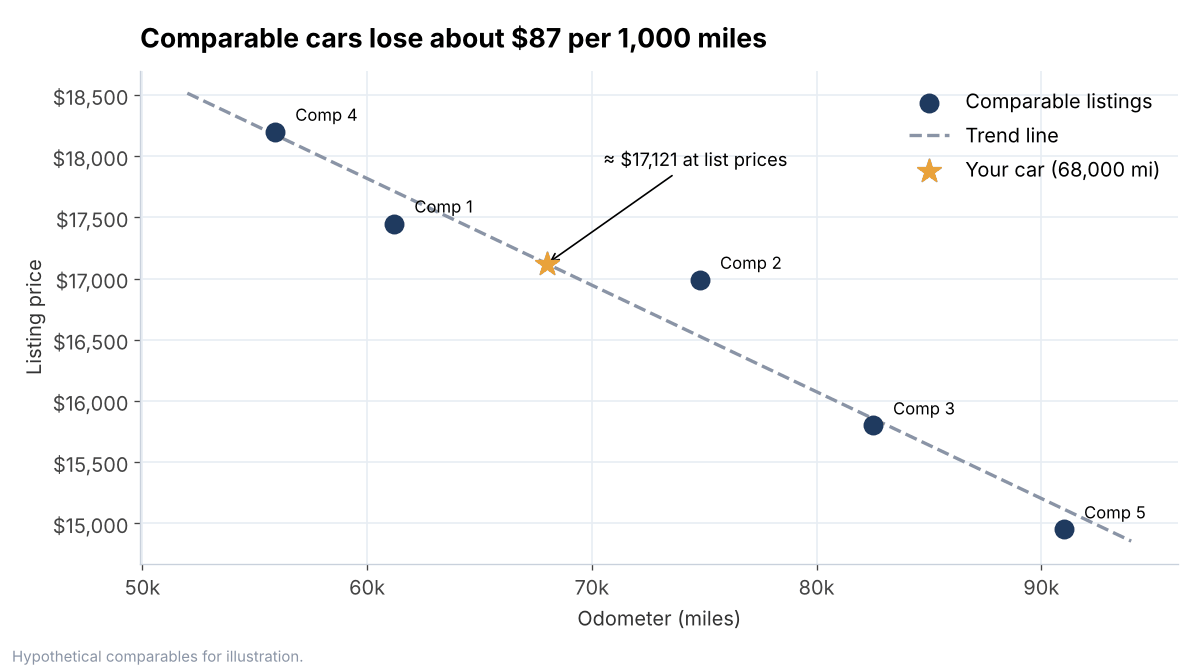 Comparable cars lose about $87 per 1,000 miles
$18,500
$18,000
$17,500
$17,000
$16,500
$16,000
$15,500
$15,000
Listing price
Comp 4
Comp 1
≈ $17,121 at list prices
Comp 2
Comp 3
Comp 5
Comparable listings
Trend line
Your car (68,000 mi)
50k
60k
70k
80k
90k
Odometer (miles)
Hypothetical comparables for illustration.